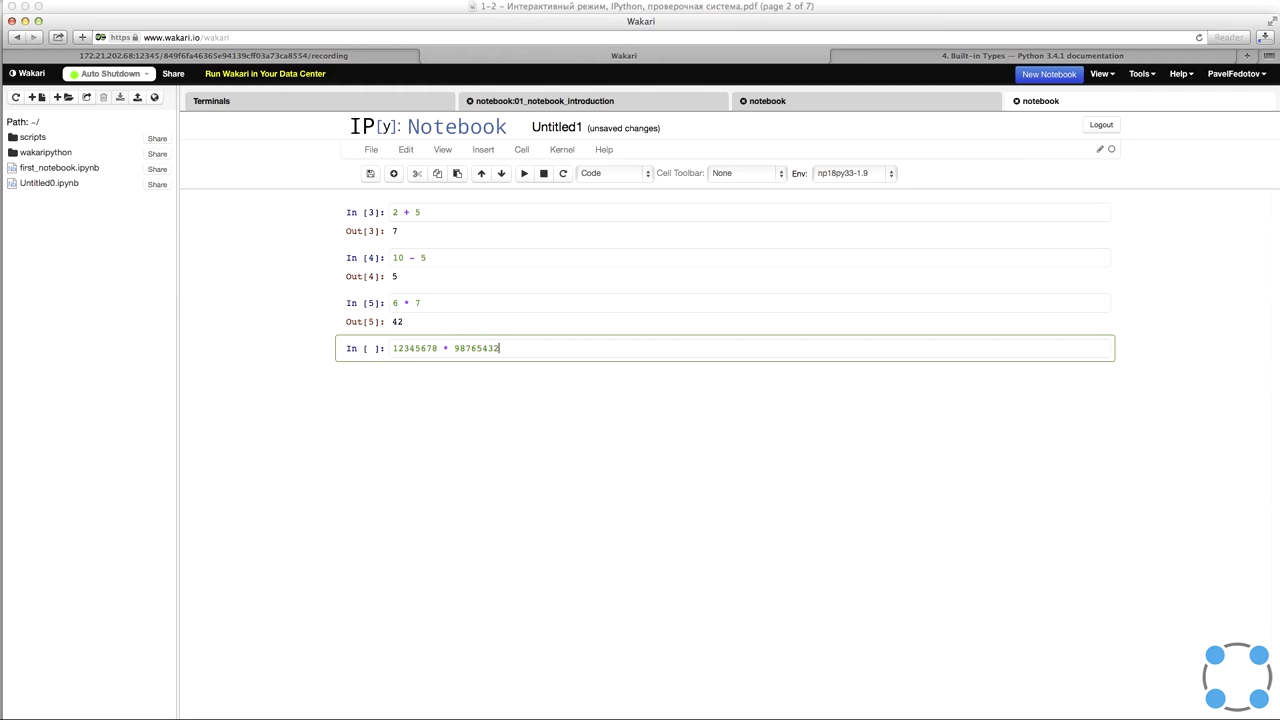 1-2 – Интерактивный режим, IPython, проверочная система.pdf (page 2 of 7)
Wakari
https www.wakari.io/wakari Reader
172.21.202.68:12345/849f6fa46365e94139cff03a73ca8554/recording Wakari 4. Built-in Types — Python 3.4.1 documentation
Wakari Auto Shutdown Share Run Wakari in Your Data Center New Notebook View Tools Help PavelFedotov
Terminals notebook:01_notebook_introduction notebook notebook
Path: ~/
scripts Share
wakaripython Share
first_notebook.ipynb Share
Untitled0.ipynb Share
IP[y]: Notebook Untitled1 (unsaved changes) Logout
File Edit View Insert Cell Kernel Help
Code Cell Toolbar: None Env: np18py33-1.9
In [3]: 2 + 5
Out[3]: 7
In [4]: 10 - 5
Out[4]: 5
In [5]: 6 * 7
Out[5]: 42
In [ ]: 12345678 * 98765432